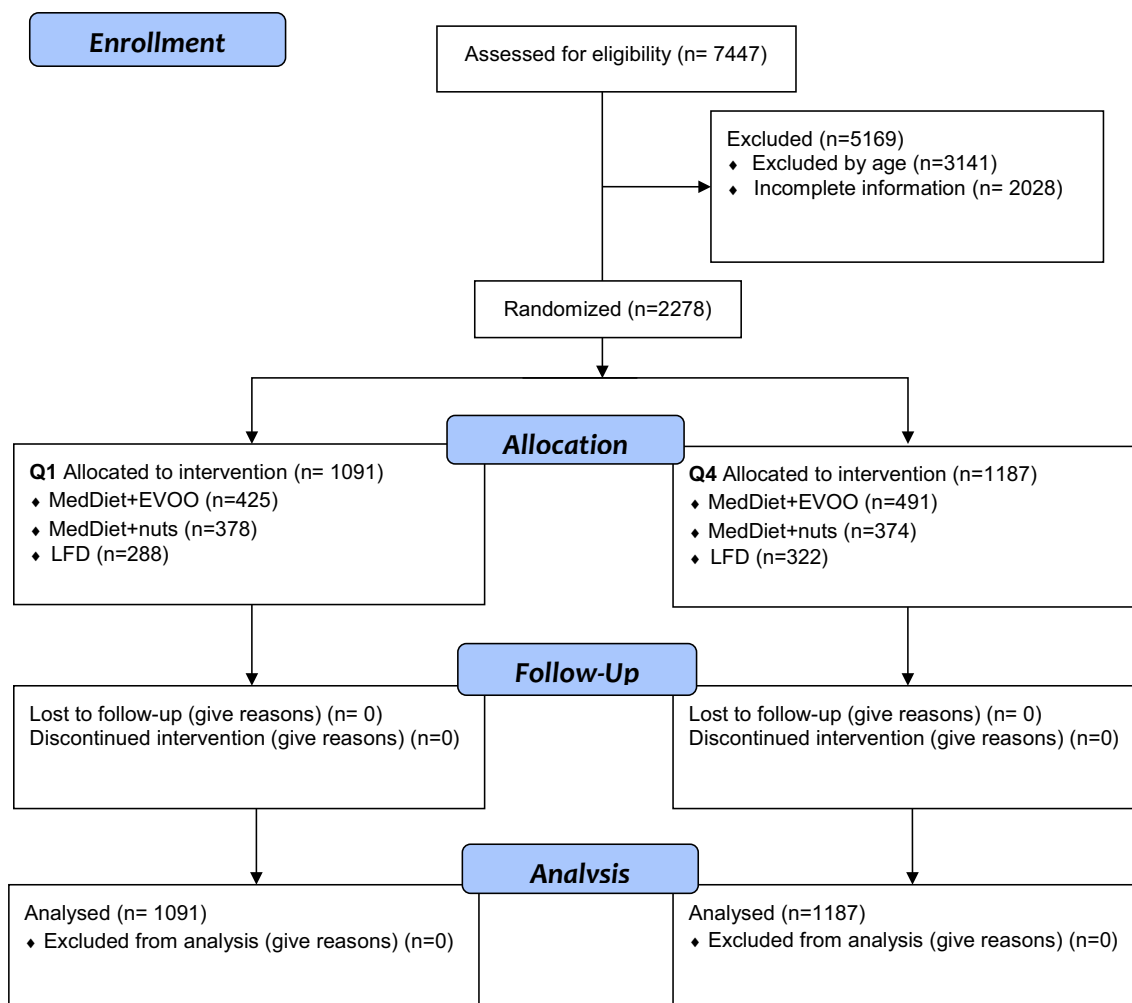 Enrollment
Assessed for eligibility (n= 7447)
Excluded (n=5169)
♦ Excluded by age (n=3141)
♦ Incomplete information (n= 2028)
Randomized (n=2278)
Allocation
Q1 Allocated to intervention (n= 1091)
♦ MedDiet+EVOO (n=425)
♦ MedDiet+nuts (n=378)
♦ LFD (n=288)
Q4 Allocated to intervention (n=1187)
♦ MedDiet+EVOO (n=491)
♦ MedDiet+nuts (n=374)
♦ LFD (n=322)
Follow-Up
Lost to follow-up (give reasons) (n= 0)
Discontinued intervention (give reasons) (n=0)
Lost to follow-up (give reasons) (n= 0)
Discontinued intervention (give reasons) (n=0)
Analysis
Analysed (n= 1091)
♦ Excluded from analysis (give reasons) (n=0)
Analysed (n=1187)
♦ Excluded from analysis (give reasons) (n=0)